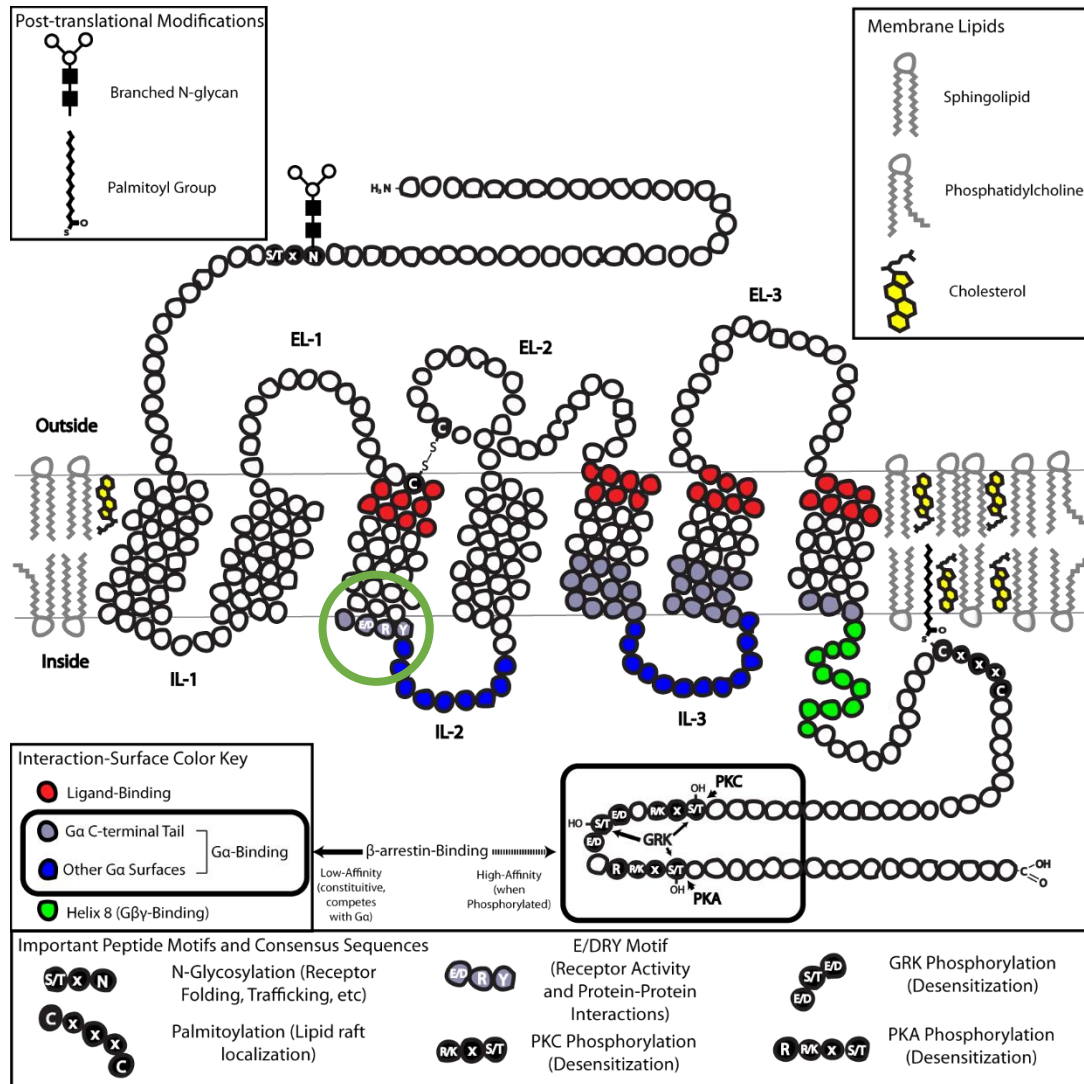 Post-translational Modifications
Branched N-glycan
Palmitoyl Group
S
O
Membrane Lipids
Sphingolipid
Phosphatidylcholine
Cholesterol
H₃N
S/T x N
EL-1
EL-2
EL-3
C
S
S
C
Outside
Inside
E/D R Y
IL-1
IL-2
IL-3
S
O
C x x x C
Interaction-Surface Color Key
Ligand-Binding
Gα C-terminal Tail
Other Gα Surfaces
Gα-Binding
Helix 8 (Gβγ-Binding)
β-arrestin-Binding
Low-Affinity
(constituitive,
competes
with Gα)
High-Affinity
(when
Phosphorylated)
OH
PKC
E/D R/K x S/T
HO
S/T
GRK
E/D
R R/K x S/T
OH
PKA
C
OH
O
Important Peptide Motifs and Consensus Sequences
S/T x N
N-Glycosylation (Receptor
Folding, Trafficking, etc)
C x x x C
Palmitoylation (Lipid raft
localization)
E/D R Y
E/DRY Motif
(Receptor Activity
and Protein-Protein
Interactions)
R/K x S/T
PKC Phosphorylation
(Desensitization)
E/D
S/T
E/D
GRK Phosphorylation
(Desensitization)
R R/K x S/T
PKA Phosphorylation
(Desensitization)